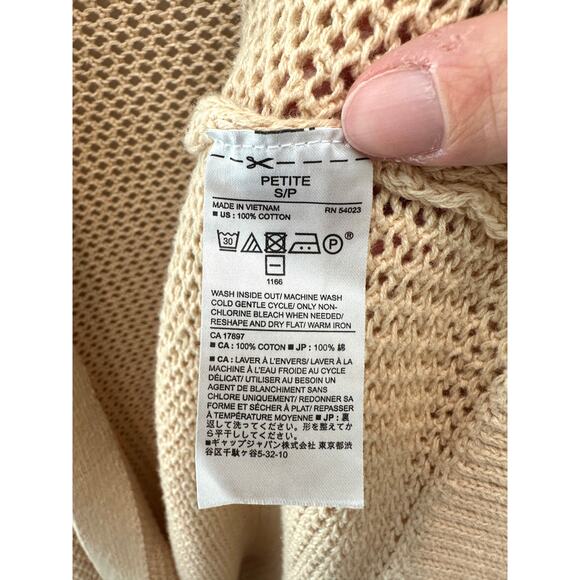 PETITE
S/P
MADE IN VIETNAM RN 54023
■ US : 100% COTTON
30 P ®
1166
WASH INSIDE OUT/ MACHINE WASH
COLD GENTLE CYCLE/ ONLY NON-
CHLORINE BLEACH WHEN NEEDED/
RESHAPE AND DRY FLAT/ WARM IRON
CA 17897
■ CA : 100% COTON ■ JP : 100% 綿
■ CA : LAVER À L'ENVERS/ LAVER À LA
MACHINE À L'EAU FROIDE AU CYCLE
DÉLICAT/ UTILISER AU BESOIN UN
AGENT DE BLANCHIMENT SANS
CHLORE UNIQUEMENT/ REDONNER SA
FORME ET SÉCHER À PLAT/ REPASSER
À TEMPÉRATURE MOYENNE ■ JP : 裏
返して洗ってください。形を整えてか
ら平干ししてください。
■ギャップジャパン株式会社 東京都渋
谷区千駄ケ谷5-32-10